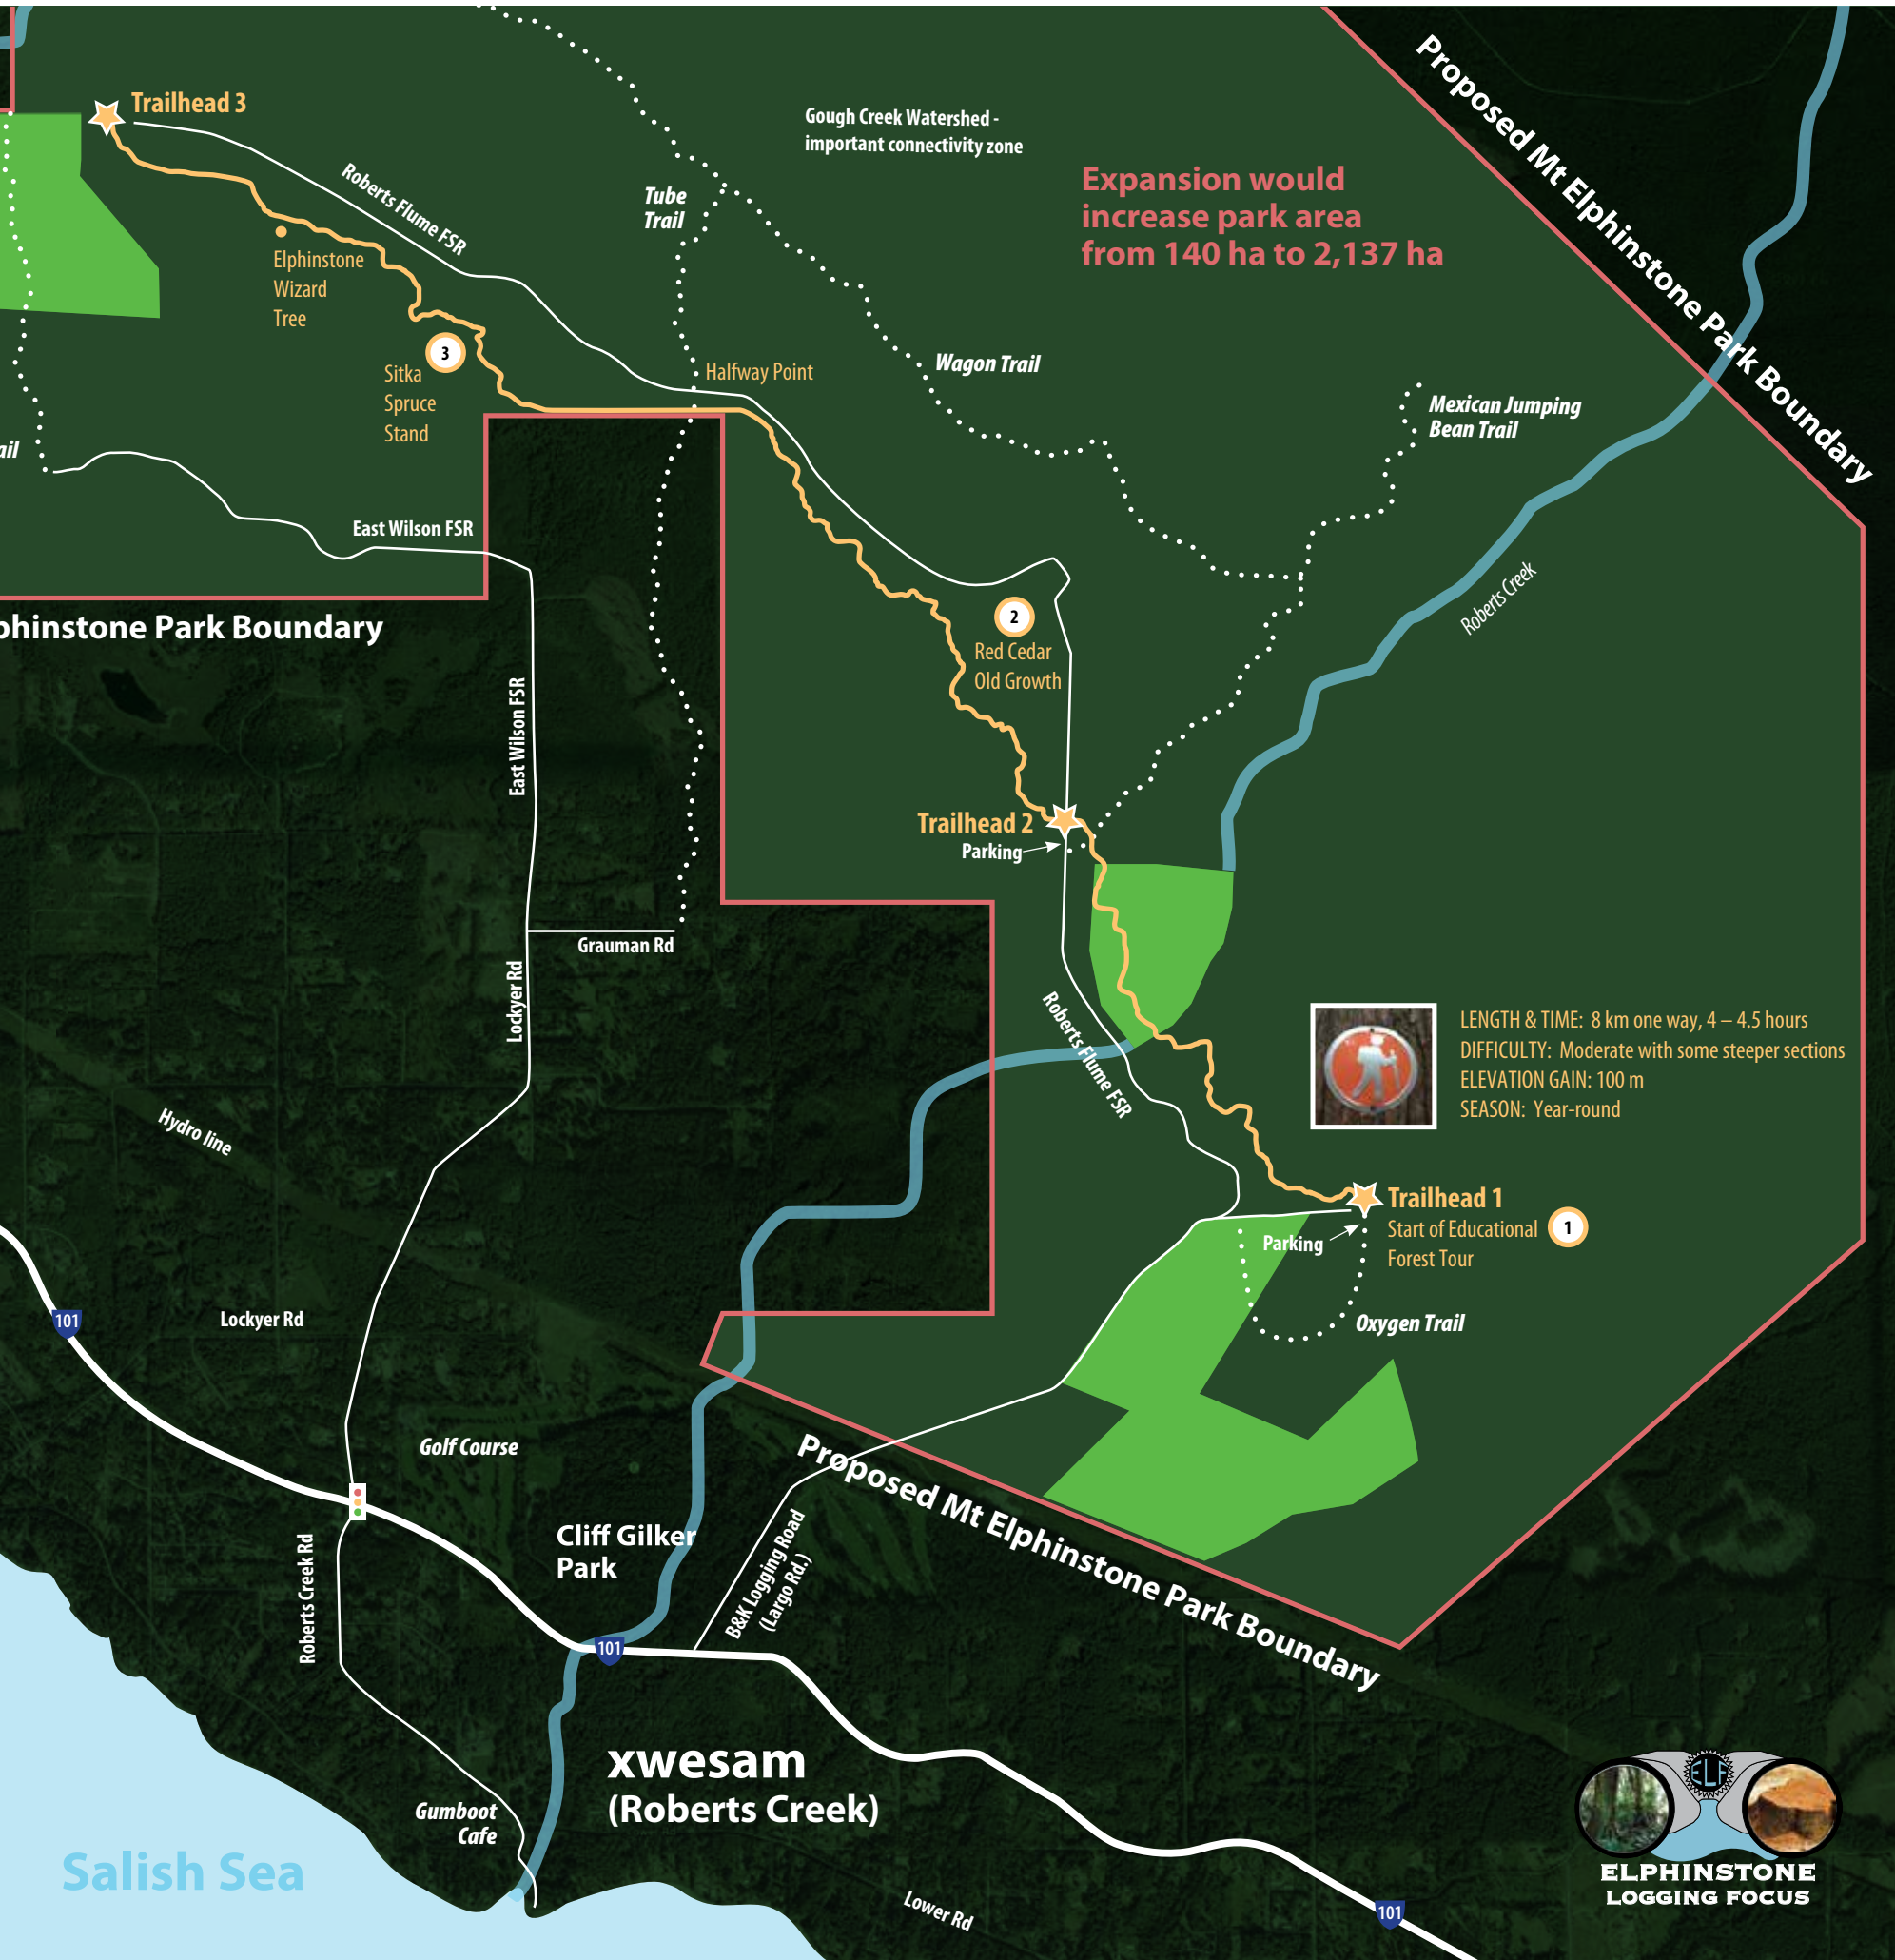 Proposed Mt Elphinstone Park Boundary
Trailhead 3
Gough Creek Watershed -
important connectivity zone
Roberts Flume FSR
Tube
Trail
Expansion would
increase park area
from 140 ha to 2,137 ha
Elphinstone
Wizard
Tree
3
Sitka
Spruce
Stand
Halfway Point
Wagon Trail
Mexican Jumping
Bean Trail
ail
East Wilson FSR
Roberts Creek
2
Red Cedar
Old Growth
phinstone Park Boundary
East Wilson FSR
Trailhead 2
Parking
Grauman Rd
Lockyer Rd
Roberts Flume FSR
LENGTH & TIME: 8 km one way, 4 – 4.5 hours
DIFFICULTY: Moderate with some steeper sections
ELEVATION GAIN: 100 m
SEASON: Year-round
Hydro line
Trailhead 1
Start of Educational
Forest Tour
1
Parking
101
Lockyer Rd
Oxygen Trail
Golf Course
Proposed Mt Elphinstone Park Boundary
Cliff Gilker
Park
B&K Logging Road
(Largo Rd.)
Roberts Creek Rd
101
xwesam
(Roberts Creek)
Gumboot
Cafe
Salish Sea
Lower Rd
101
ELF
ELPHINSTONE
LOGGING FOCUS